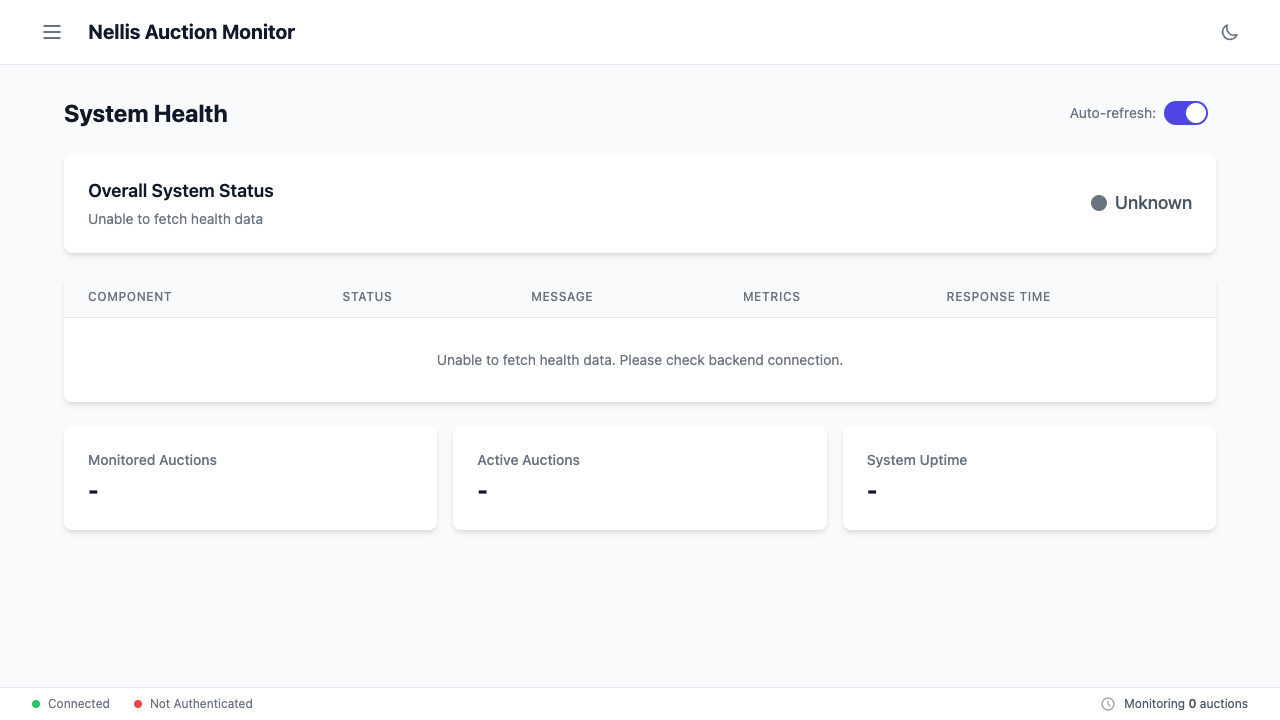 Nellis Auction Monitor
System Health
Auto-refresh:
Overall System Status
Unable to fetch health data
Unknown
COMPONENT STATUS MESSAGE METRICS RESPONSE TIME
Unable to fetch health data. Please check backend connection.
Monitored Auctions
-
Active Auctions
-
System Uptime
-
Connected Not Authenticated Monitoring 0 auctions